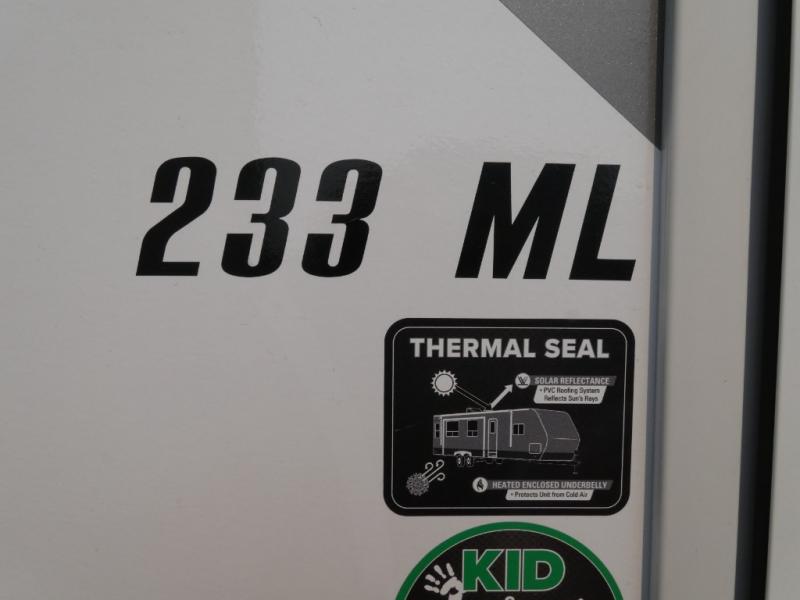 233 ML
THERMAL SEAL
SOLAR REFLECTANCE
• PVC Roofing System
Reflects Sun's Rays
HEATED ENCLOSED UNDERBELLY
• Protects Unit from Cold Air
KID